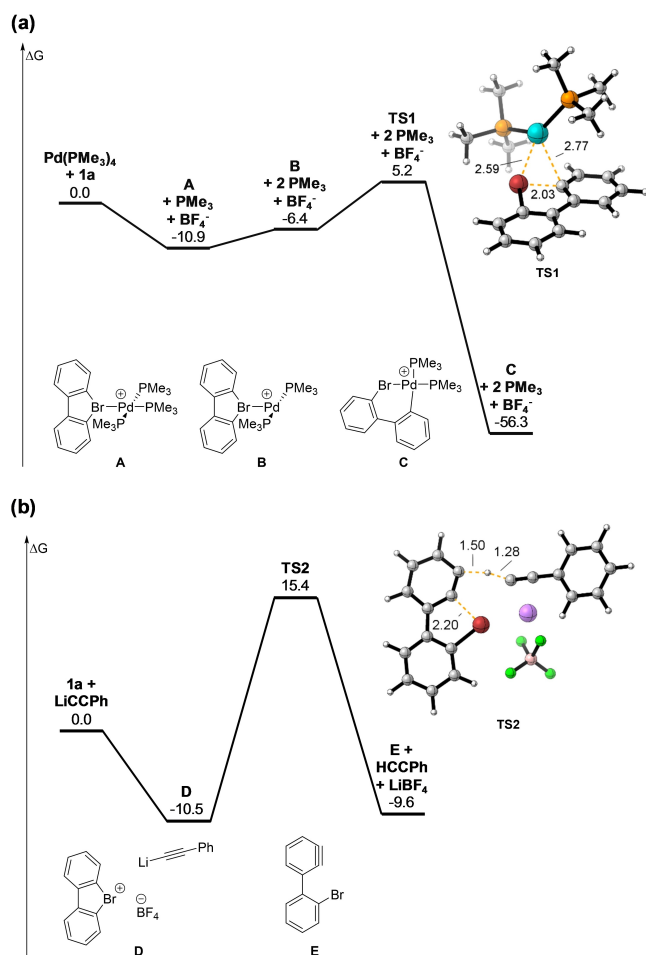 (a)
ΔG
Pd(PMe3)4
+ 1a
0.0
A
+ PMe3
+ BF4-
-10.9
B
+ 2 PMe3
+ BF4-
-6.4
TS1
+ 2 PMe3
+ BF4-
5.2
2.59
2.77
2.03
TS1
C
+ 2 PMe3
+ BF4-
-56.3
Br
⊕
Pd
PMe3
PMe3
Me3P
A
Br
⊕
Pd
PMe3
Me3P
B
Br
⊕
Pd
PMe3
PMe3
C
(b)
ΔG
1a +
LiCCPh
0.0
D
-10.5
TS2
15.4
1.50
1.28
2.20
TS2
E +
HCCPh
+ LiBF4
-9.6
Li
Ph
Br
⊕
⊖
BF4
D
Br
E